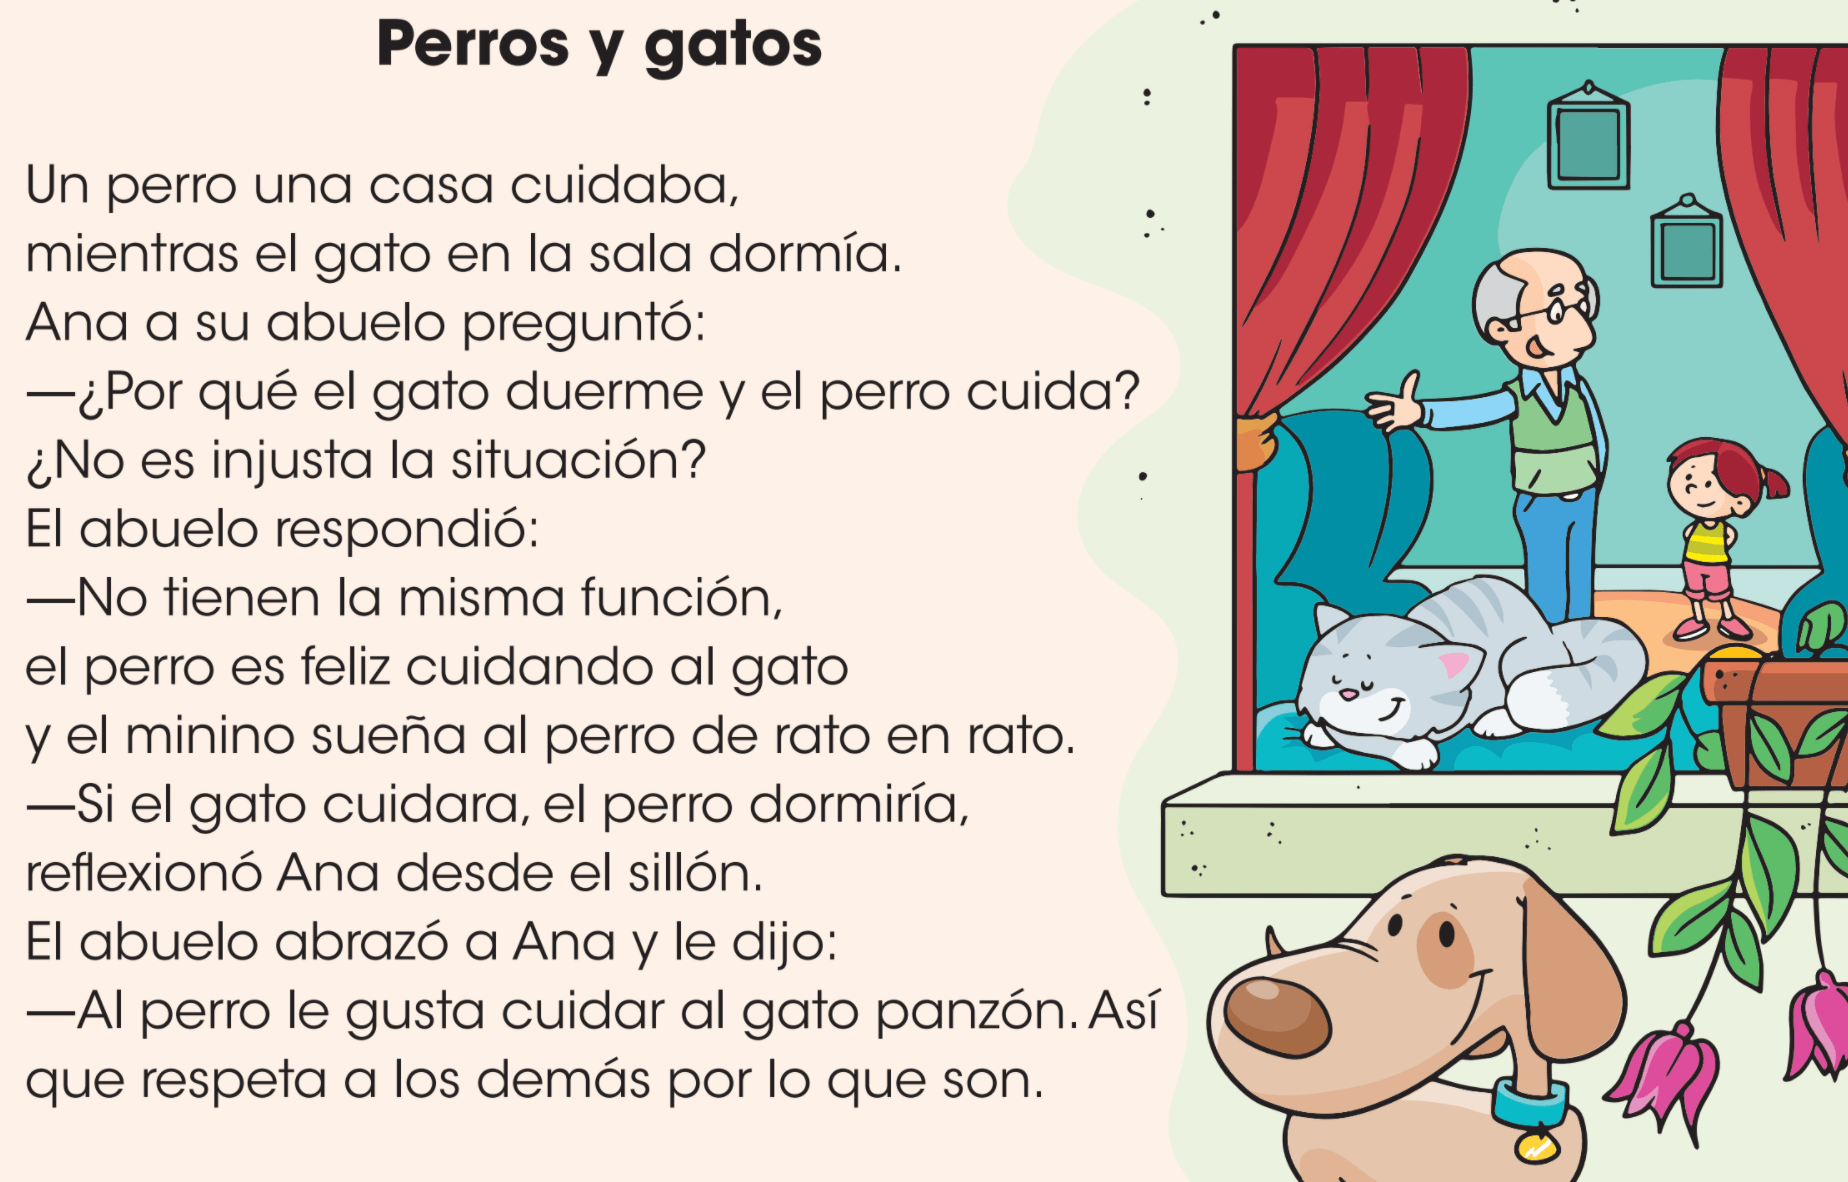 Perros y gatos
Un perro una casa cuidaba,
mientras el gato en la sala dormía.
Ana a su abuelo preguntó:
—¿Por qué el gato duerme y el perro cuida?
¿No es injusta la situación?
El abuelo respondió:
—No tienen la misma función,
el perro es feliz cuidando al gato
y el minino sueña al perro de rato en rato.
—Si el gato cuidara, el perro dormiría,
reflexionó Ana desde el sillón.
El abuelo abrazó a Ana y le dijo:
—Al perro le gusta cuidar al gato panzón. Así
que respeta a los demás por lo que son.